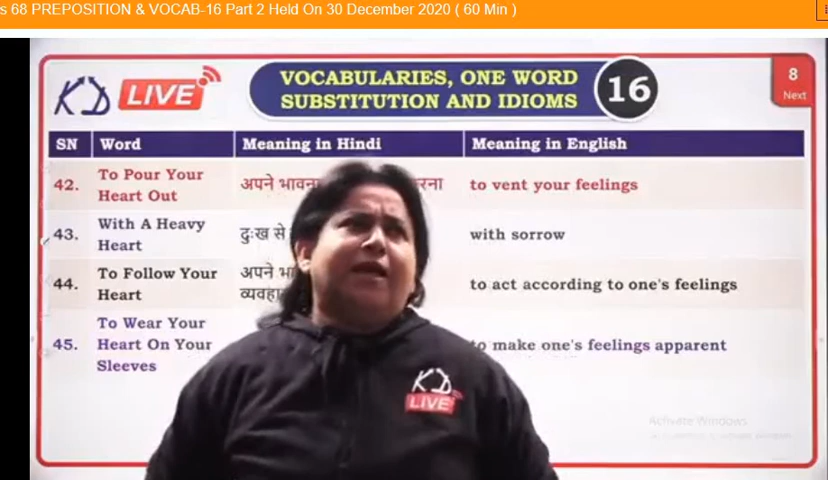 s 68 PREPOSITION & VOCAB-16 Part 2 Held On 30 December 2020 ( 60 Min )
KD LIVE
VOCABULARIES, ONE WORD
SUBSTITUTION AND IDIOMS
16
8
Next
SN Word Meaning in Hindi Meaning in English
42. To Pour Your
Heart Out
अपने to vent your feelings
43. With A Heavy
Heart
दुःख से with sorrow
44. To Follow Your
Heart
अपने to act according to one's feelings
45. To Wear Your
Heart On Your
Sleeves
to make one's feelings apparent
KD
LIVE
Activate Windows